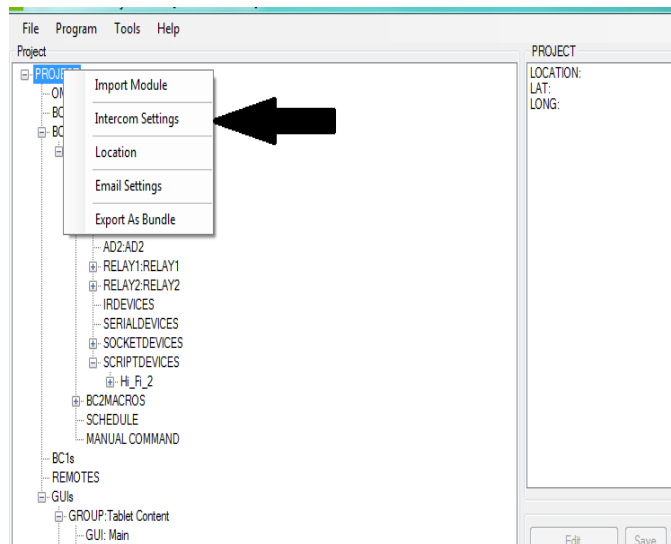 File Program Tools Help
Project
PROJECT
Import Module
Intercom Settings
Location
Email Settings
Export As Bundle
AD2:AD2
RELAY1:RELAY1
RELAY2:RELAY2
IRDEVICES
SERIALDEVICES
SOCKETDEVICES
SCRIPTDEVICES
Hi_Fi_2
BC2MACROS
SCHEDULE
MANUAL COMMAND
BC1s
REMOTES
GUIs
GROUP:Tablet Content
GUI: Main
PROJECT
LOCATION:
LAT:
LONG:
Edit Save